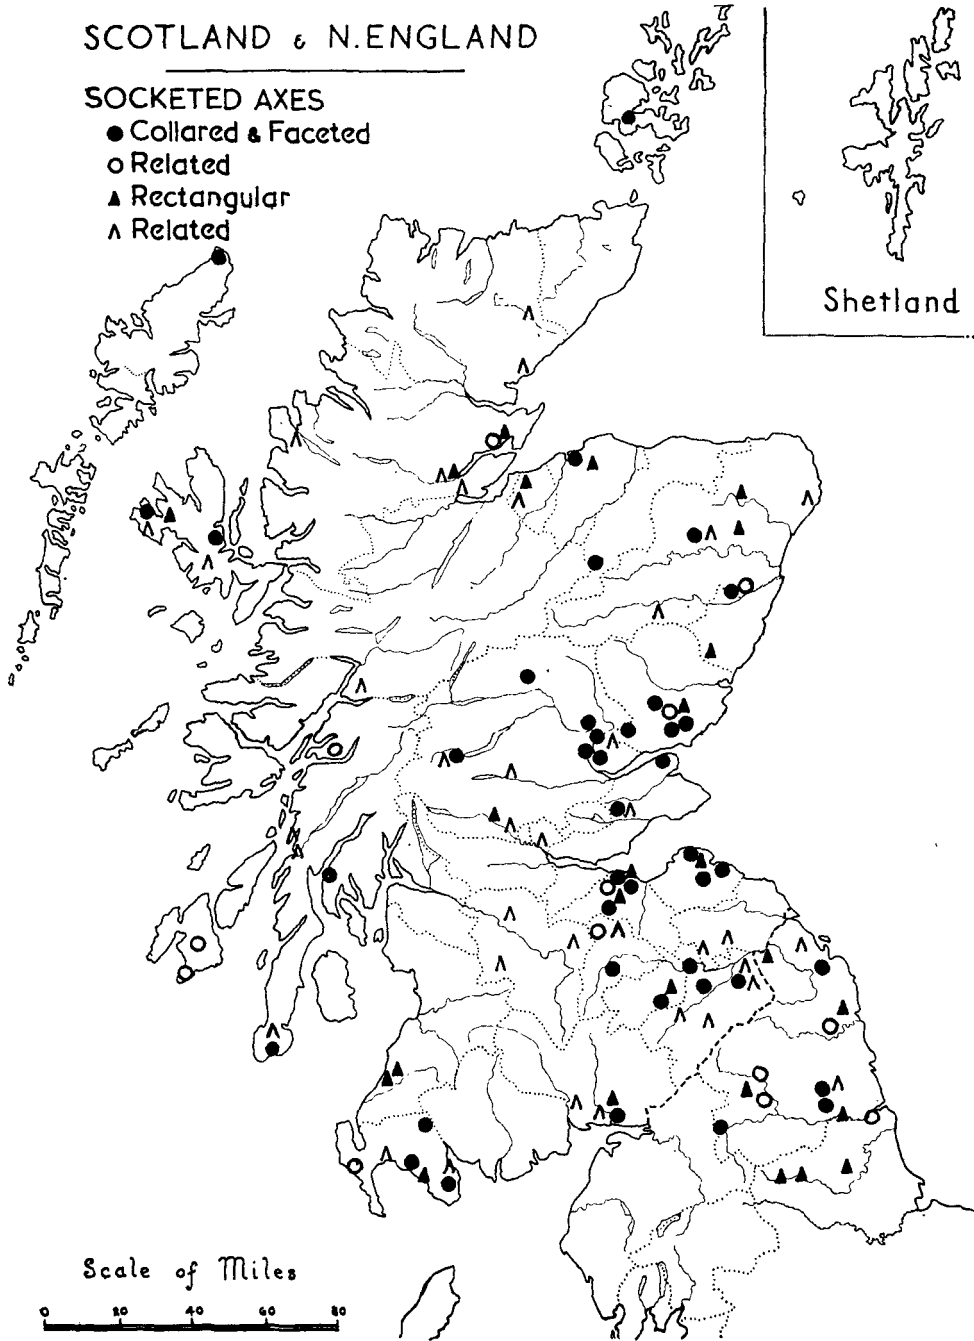 SCOTLAND & N. ENGLAND
SOCKETED AXES
Collared & Faceted
Related
Rectangular
Related
Shetland
Scale of Miles
0 20 40 60 80